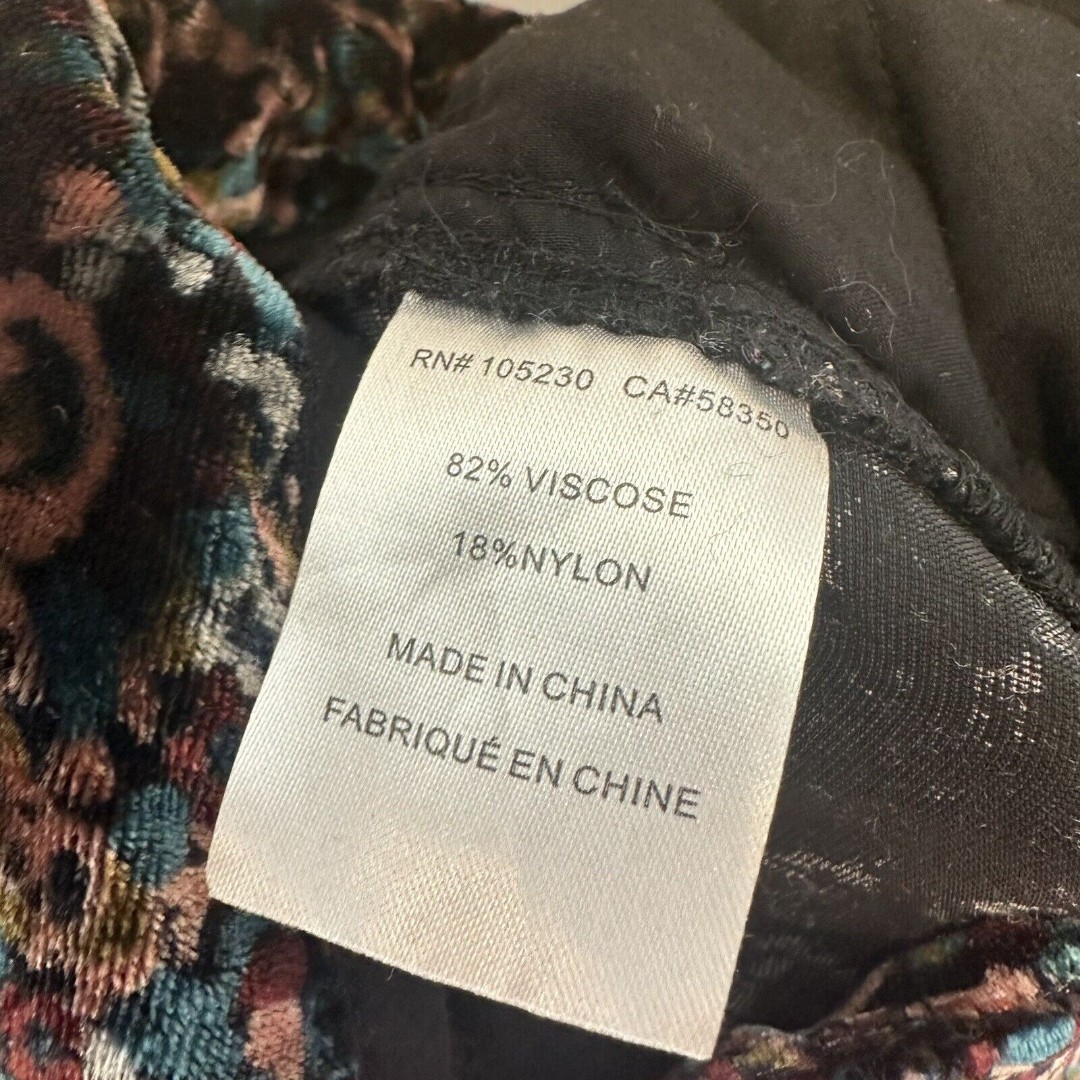 RN# 105230 CA#58350
82% VISCOSE
18%NYLON
MADE IN CHINA
FABRIQUÉ EN CHINE